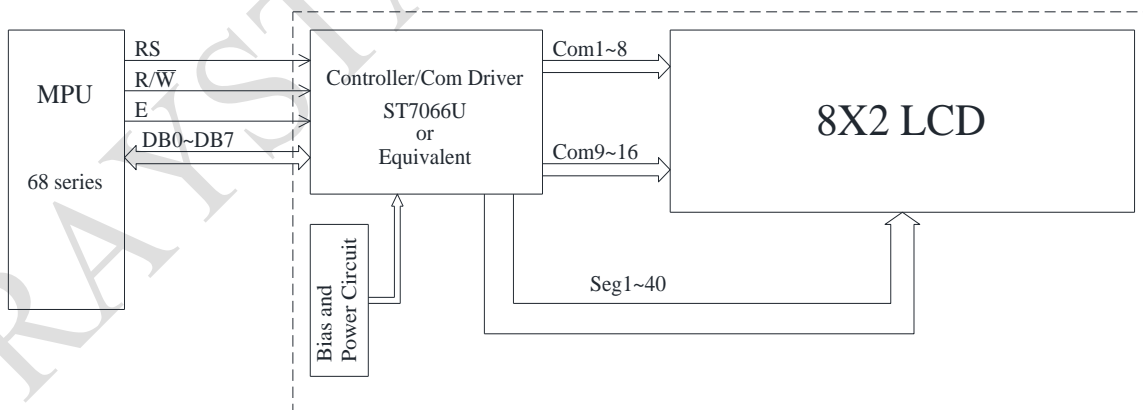 MPU
68 series
RS
R/W̅
E
DB0~DB7
Controller/Com Driver
ST7066U
or
Equivalent
Bias and
Power Circuit
Com1~8
Com9~16
Seg1~40
8X2 LCD
RAYSTA